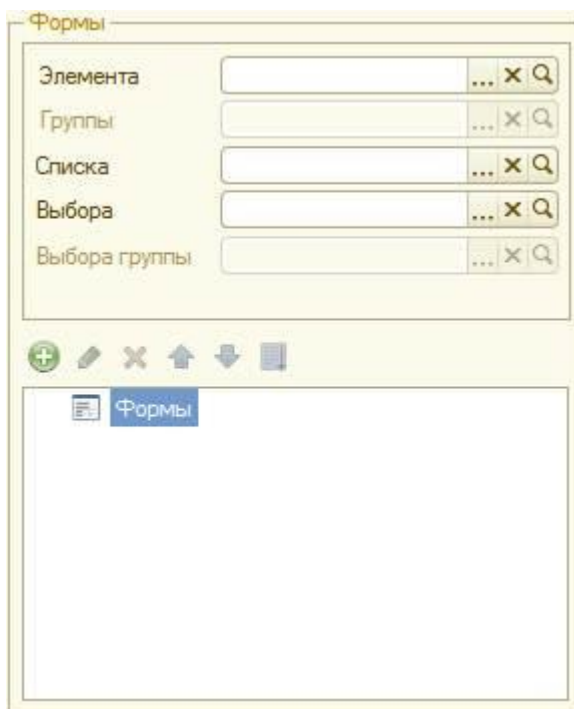 Формы
Элемента
Группы
Списка
Выбора
Выбора группы
Формы